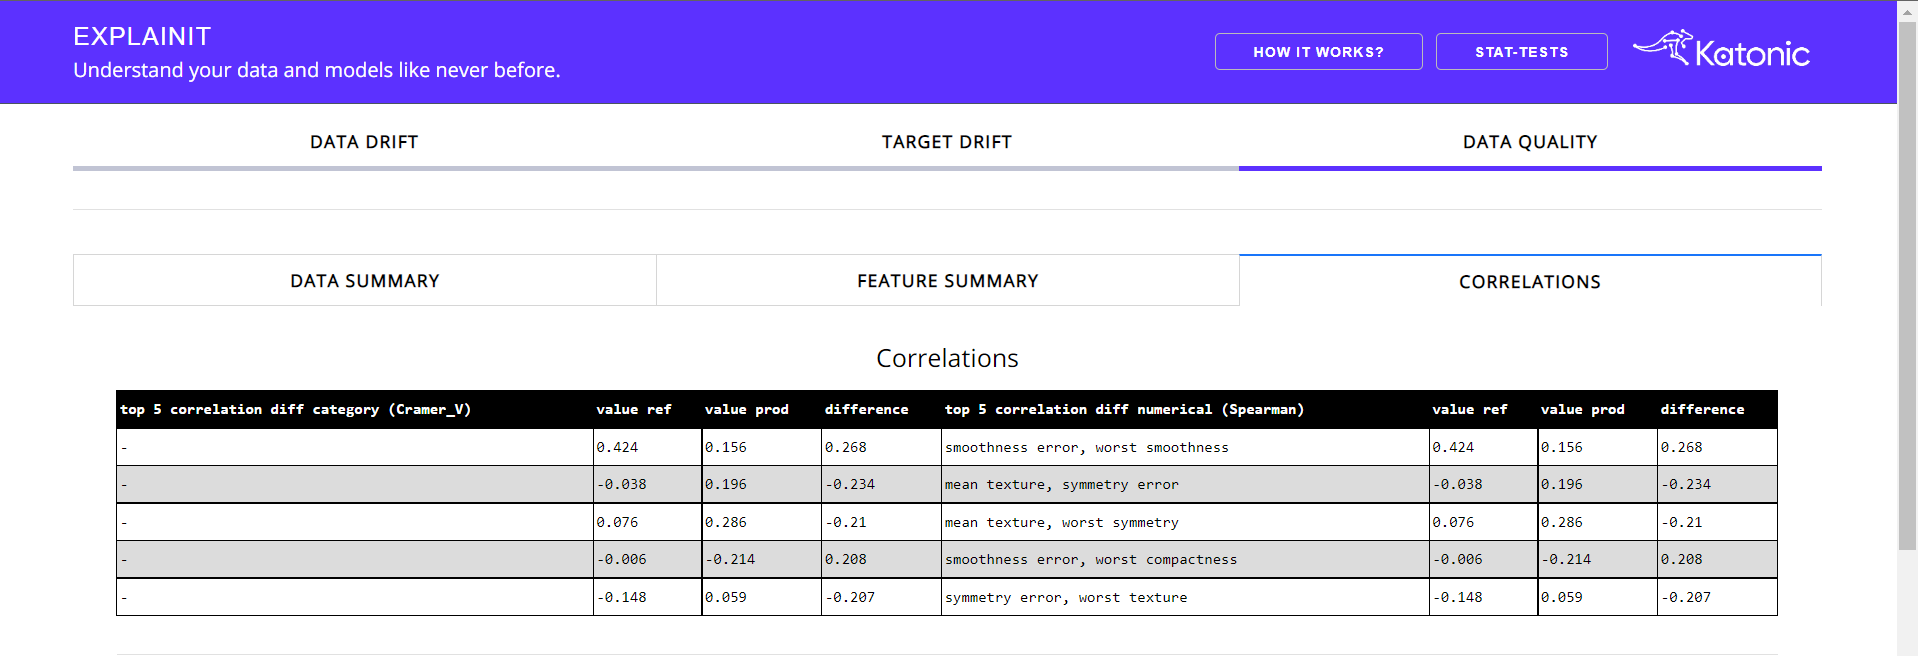 EXPLAINIT
Understand your data and models like never before.
HOW IT WORKS?
STAT-TESTS
Katonic
DATA DRIFT
TARGET DRIFT
DATA QUALITY
DATA SUMMARY
FEATURE SUMMARY
CORRELATIONS
Correlations
top 5 correlation diff category (Cramer_V) value ref value prod difference top 5 correlation diff numerical (Spearman) value ref value prod difference
- 0.424 0.156 0.268 smoothness error, worst smoothness 0.424 0.156 0.268
- -0.038 0.196 -0.234 mean texture, symmetry error -0.038 0.196 -0.234
- 0.076 0.286 -0.21 mean texture, worst symmetry 0.076 0.286 -0.21
- -0.006 -0.214 0.208 smoothness error, worst compactness -0.006 -0.214 0.208
- -0.148 0.059 -0.207 symmetry error, worst texture -0.148 0.059 -0.207